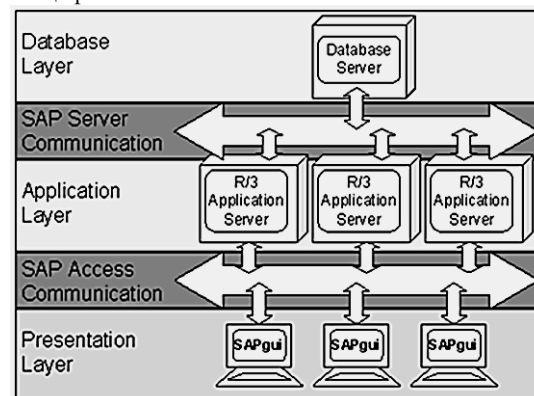 Database
Layer
Database
Server
SAP Server
Communication
Application
Layer
R/3
Application
Server
R/3
Application
Server
R/3
Application
Server
SAP Access
Communication
Presentation
Layer
SAPgui
SAPgui
SAPgui